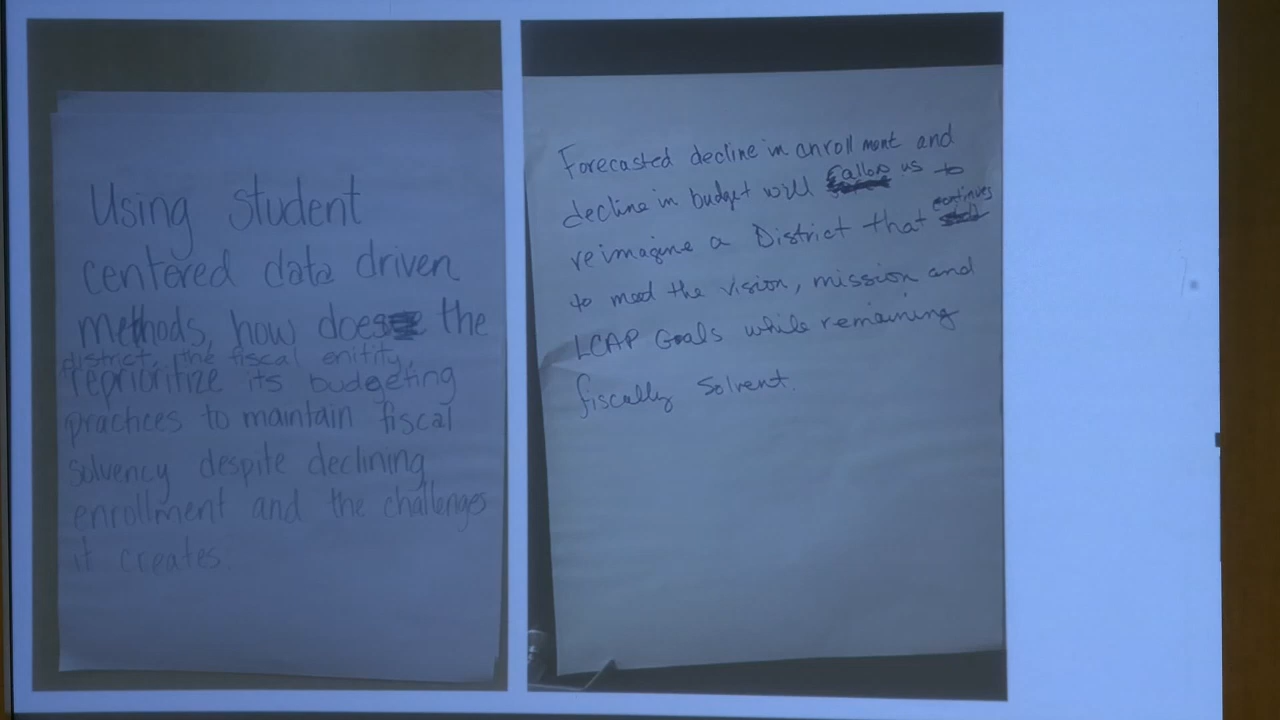 Using student
centered data driven
methods, how does the
district, the fiscal enitity,
reprioritize its budgeting
practices to maintain fiscal
solvency despite declining
enrollment and the challenges
it creates.
Forecasted decline in enrollment and
decline in budget will allow us to
reimagine a District that continues
to meet the vision, mission and
LCAP Goals while remaining
fiscally Solvent.